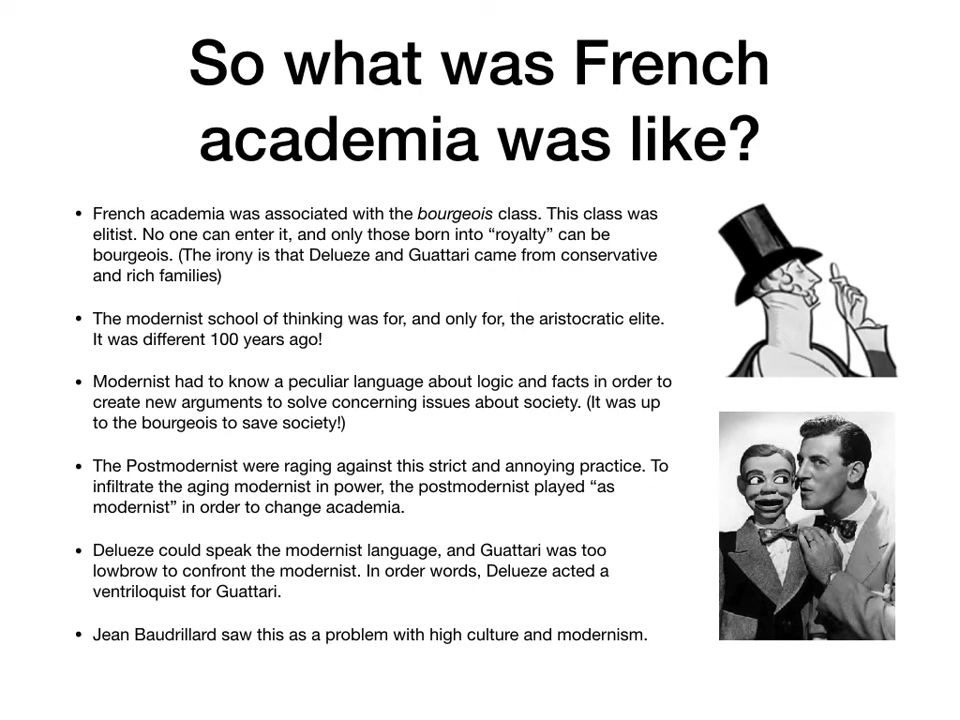 So what was French
academia was like?
• French academia was associated with the bourgeois class. This class was
elitist. No one can enter it, and only those born into “royalty” can be
bourgeois. (The irony is that Delueze and Guattari came from conservative
and rich families)
• The modernist school of thinking was for, and only for, the aristocratic elite.
It was different 100 years ago!
• Modernist had to know a peculiar language about logic and facts in order to
create new arguments to solve concerning issues about society. (It was up
to the bourgeois to save society!)
• The Postmodernist were raging against this strict and annoying practice. To
infiltrate the aging modernist in power, the postmodernist played “as
modernist” in order to change academia.
• Delueze could speak the modernist language, and Guattari was too
lowbrow to confront the modernist. In order words, Delueze acted a
ventriloquist for Guattari.
• Jean Baudrillard saw this as a problem with high culture and modernism.